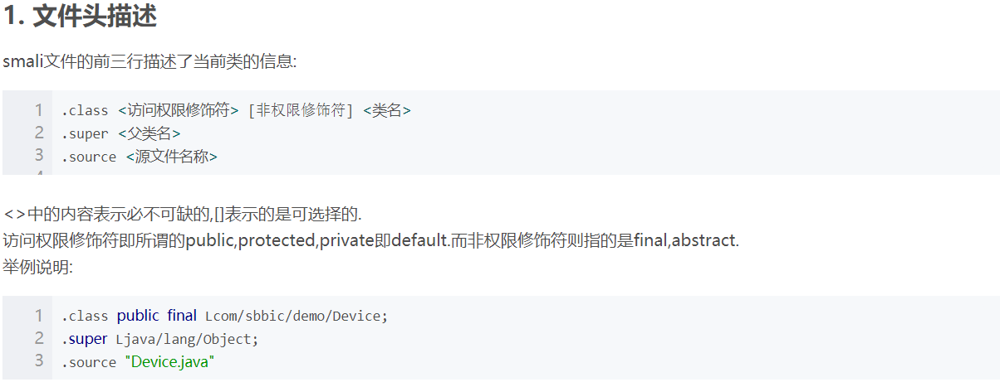 1. 文件头描述
smali文件的前三行描述了当前类的信息:
1 .class <访问权限修饰符> [非权限修饰符] <类名>
2 .super <父类名>
3 .source <源文件名称>
<>中的内容表示必不可缺的,[]表示的是可选择的.
访问权限修饰符即所谓的public,protected,private即default.而非权限修饰符则指的是final,abstract.
举例说明:
1 .class public final Lcom/sbbic/demo/Device;
2 .super Ljava/lang/Object;
3 .source "Device.java"